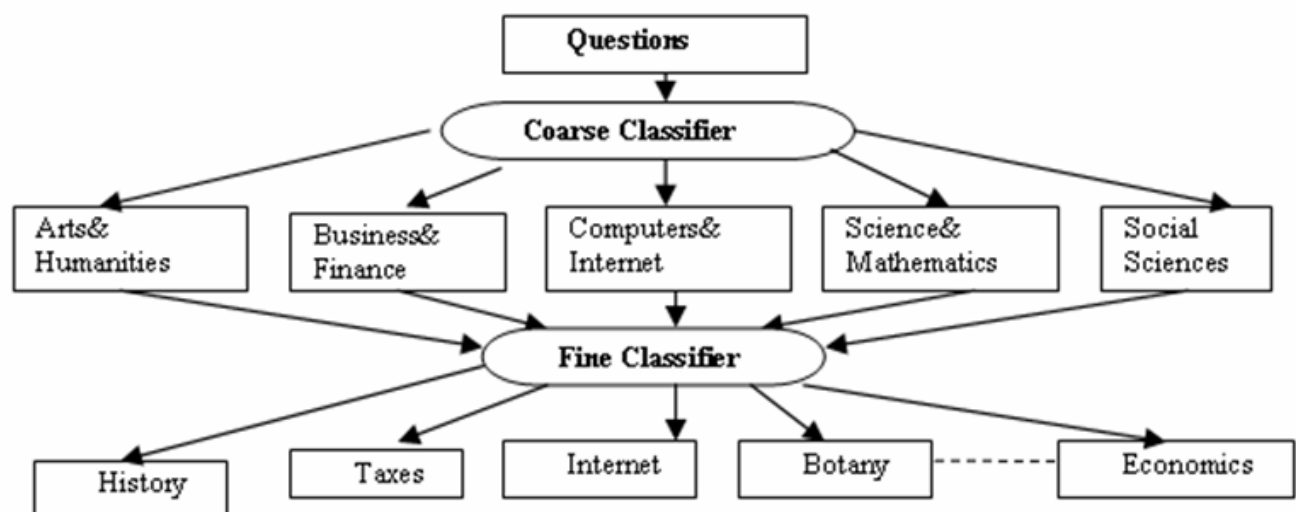 Questions
Coarse Classifier
Arts&
Humanities
Business&
Finance
Computers&
Internet
Science&
Mathematics
Social
Sciences
Fine Classifier
History
Taxes
Internet
Botany
Economics